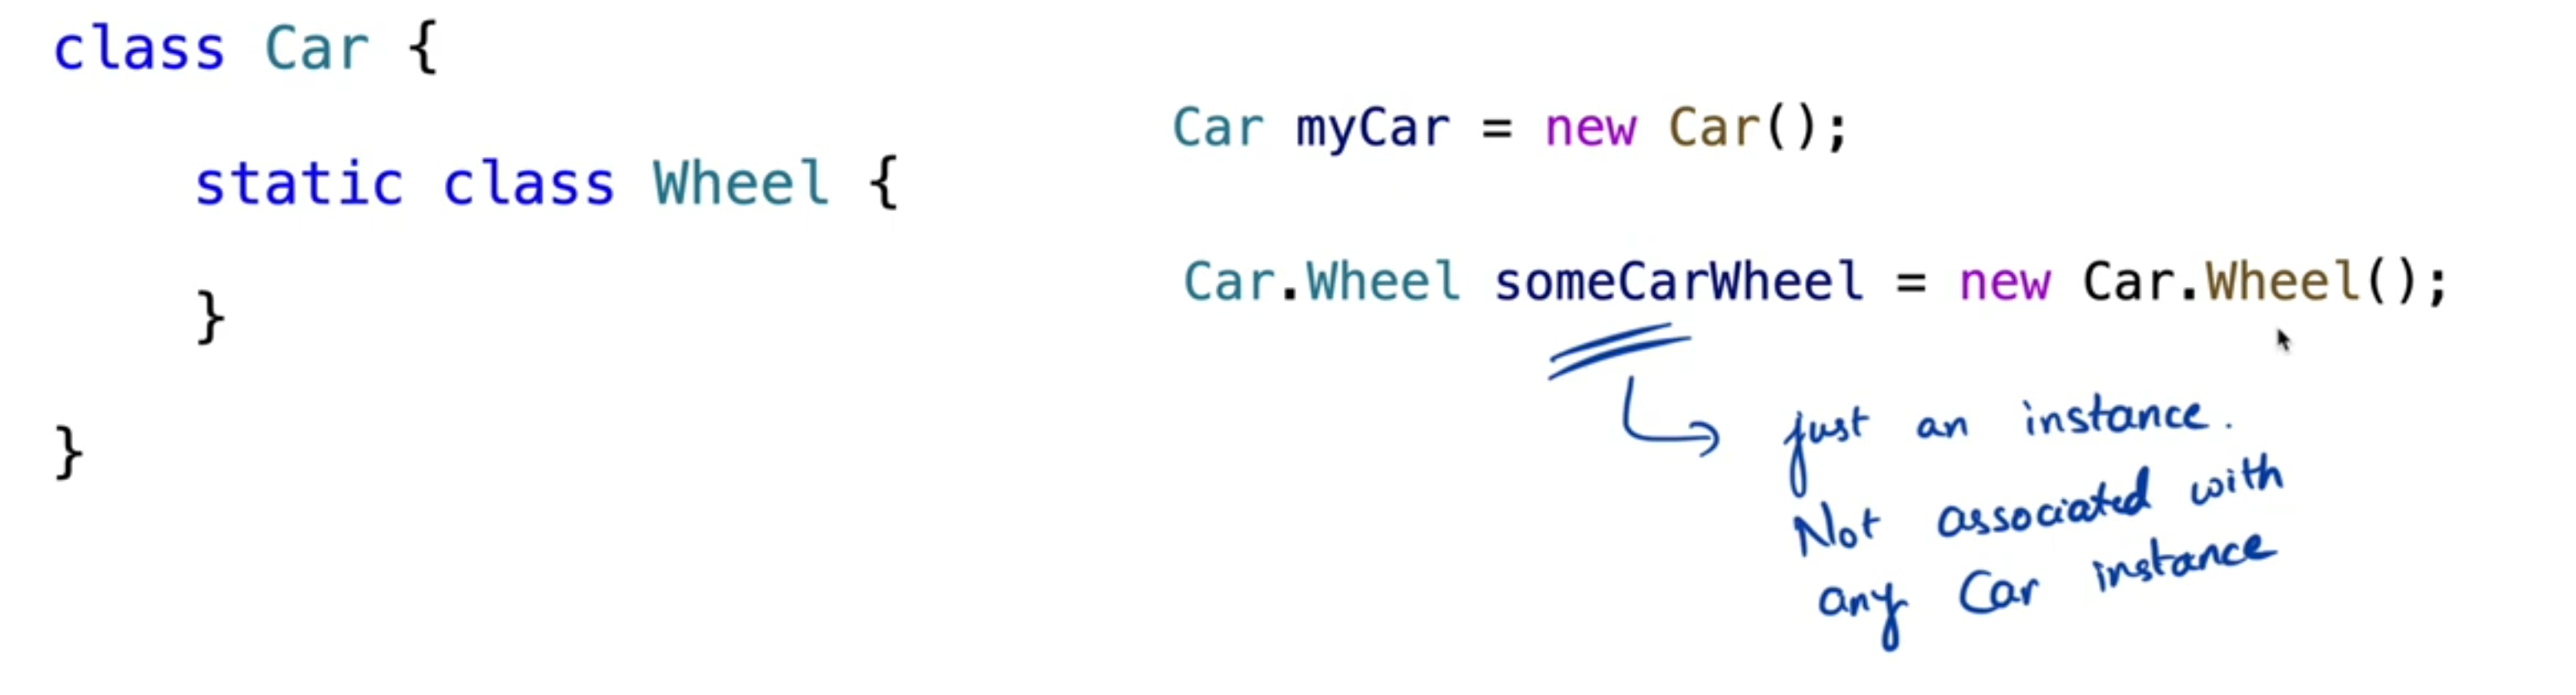 class Car {
static class Wheel {
}
}
Car myCar = new Car();
Car.Wheel someCarWheel = new Car.Wheel();
just an instance.
Not associated with
any Car instance